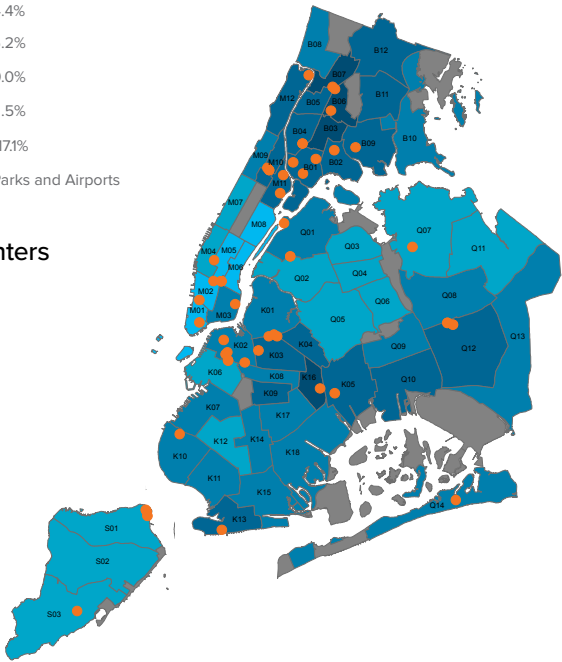 .4%
.2%
.0%
.5%
17.1%
Parks and Airports
nters
B08
B12
B07
M12
B05
B06
B11
B03
B04
B10
M09
M10
B02
B09
B01
M11
M07
M08
Q01
Q07
M04
M05
Q03
Q11
M06
Q04
Q02
M02
Q06
Q08
M01
M03
K01
Q05
Q13
K02
K04
Q09
Q12
K03
K06
K08
K16
K05
Q10
K09
K07
K17
K12
K14
K10
K18
K11
K15
Q14
K13
S01
S02
S03